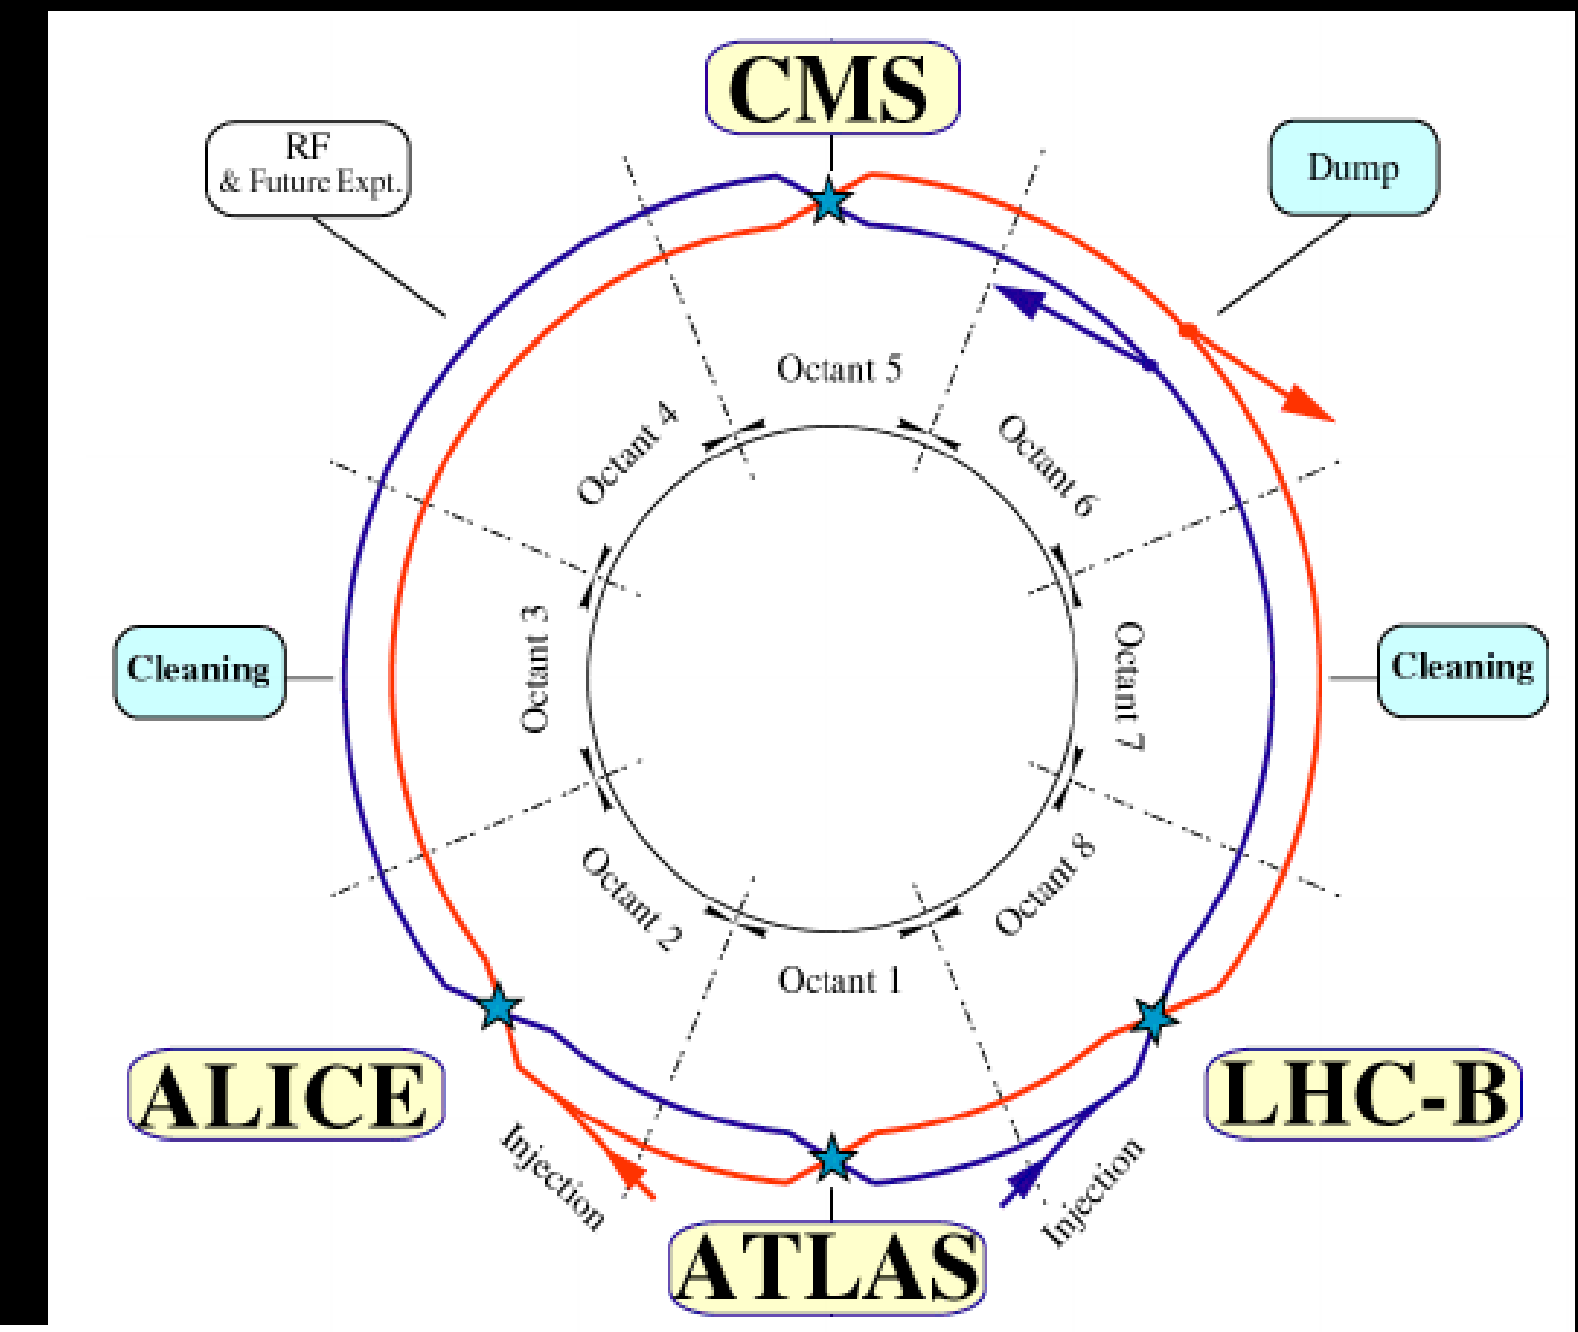 CMS
RF
& Future Expt.
Dump
Octant 5
Octant 4
Octant 6
Cleaning
Octant 3
Octant 7
Cleaning
Octant 2
Octant 8
Octant 1
ALICE
LHC-B
Injection
Injection
ATLAS